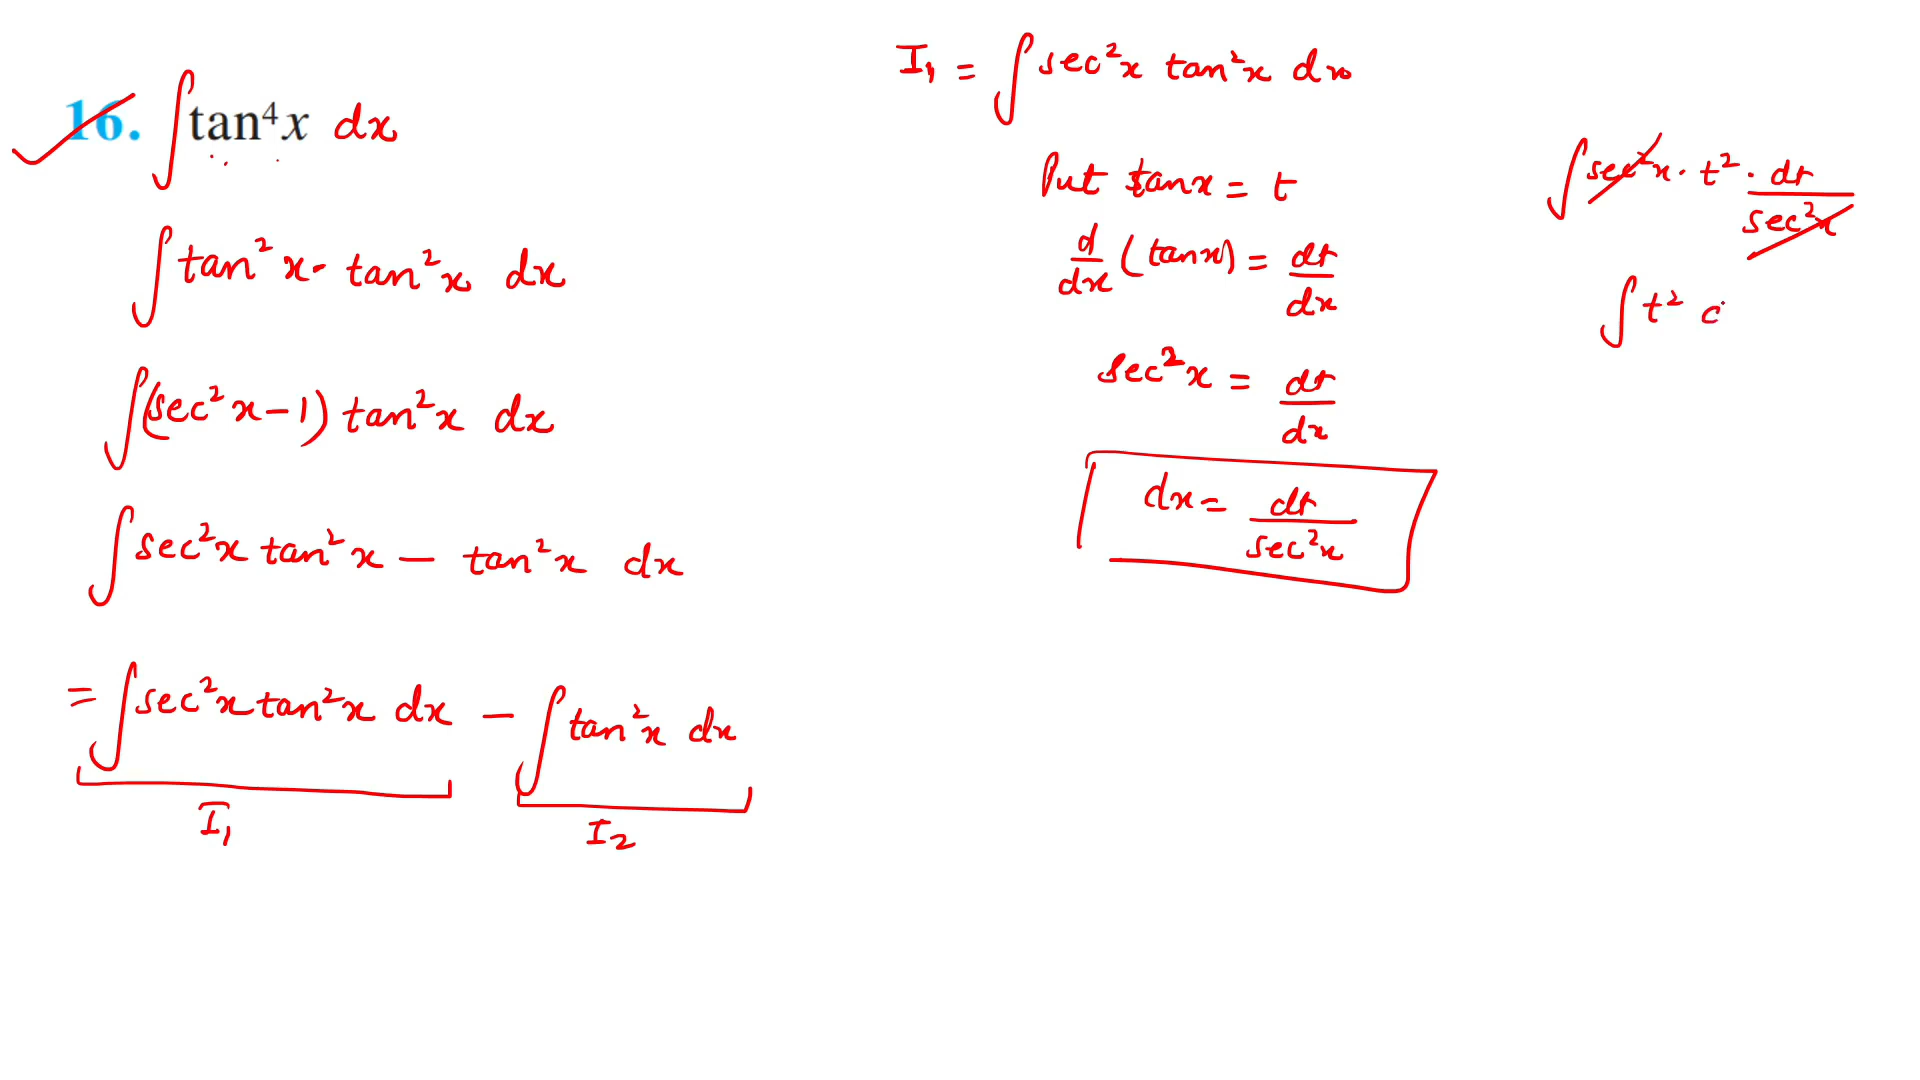 16. ∫ tan⁴x dx
∫ tan²x · tan²x dx
∫ (sec²x – 1) tan²x dx
∫ sec²x tan²x – tan²x dx
= ∫ sec²x tan²x dx – ∫ tan²x dx
I₁ I₂
I₁ = ∫ sec²x tan²x dx
Put tanx = t
d/dx (tanx) = dt/dx
sec²x = dt/dx
dx = dt/sec²x
∫ sec²x · t² · dt/sec²x
∫ t²